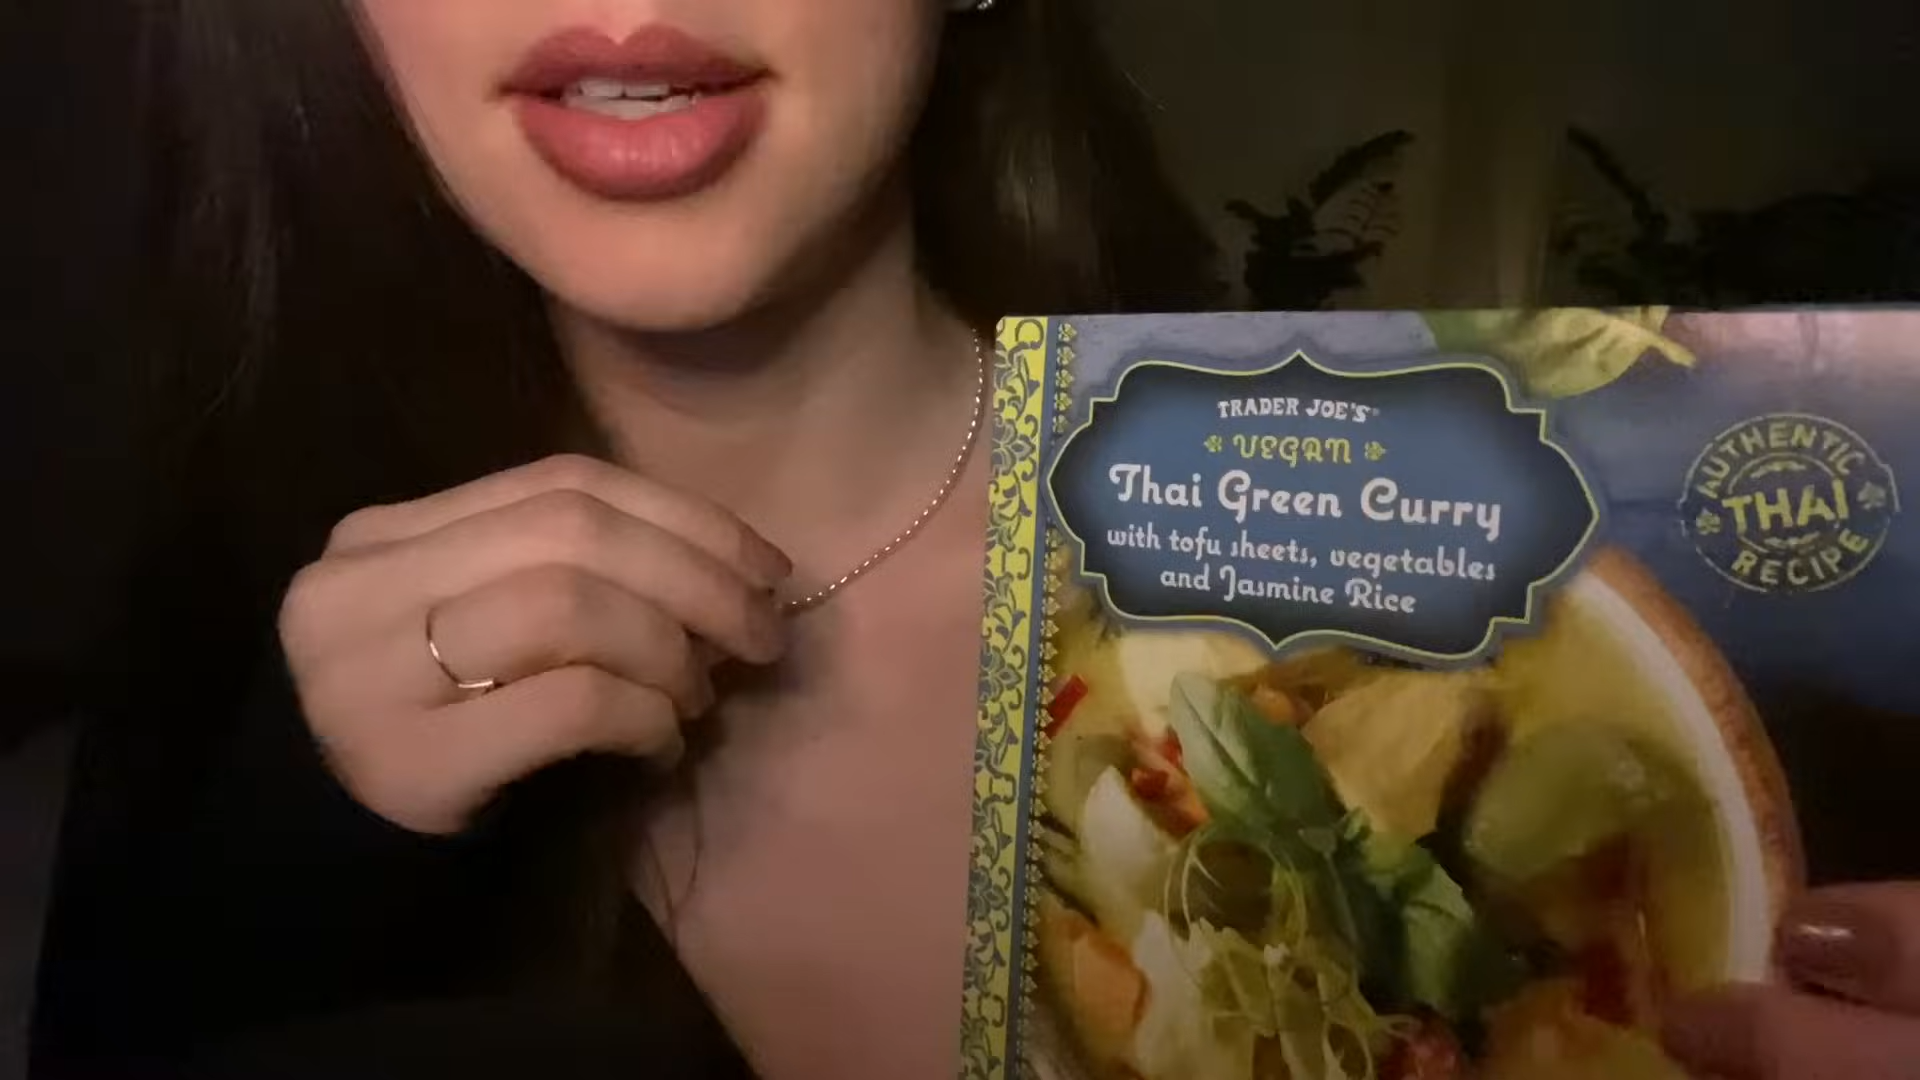 TRADER JOE'S
VEGAN
Thai Green Curry
with tofu sheets, vegetables
and Jasmine Rice
AUTHENTIC
THAI
RECIPE